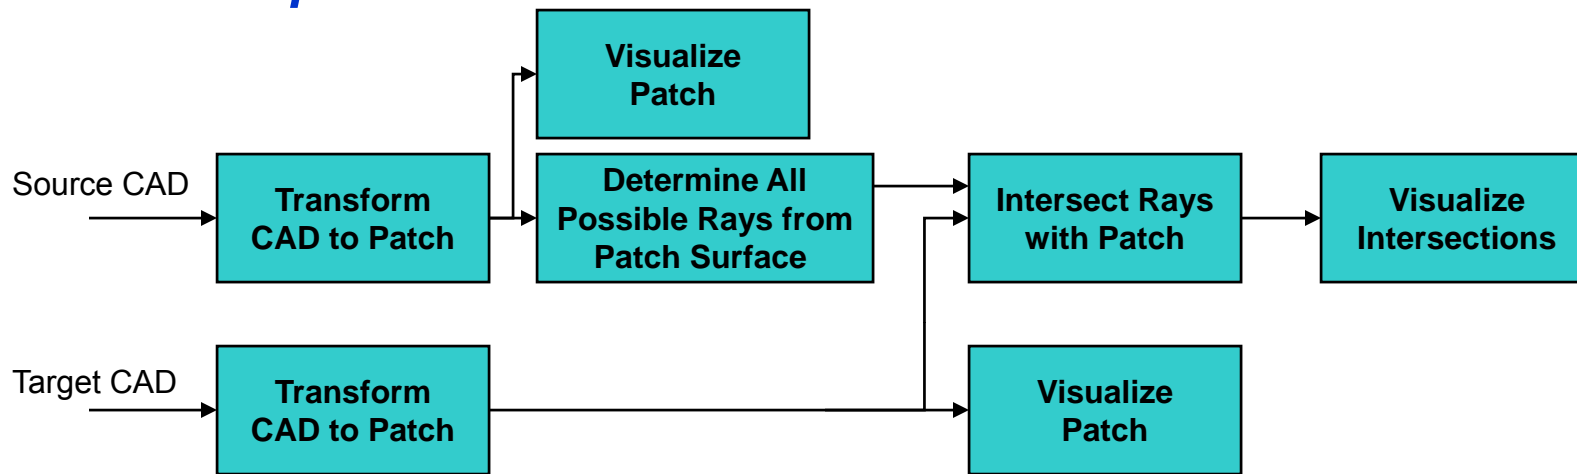 Visualize
Patch
Source CAD
Transform
CAD to Patch
Determine All
Possible Rays from
Patch Surface
Intersect Rays
with Patch
Visualize
Intersections
Target CAD
Transform
CAD to Patch
Visualize
Patch